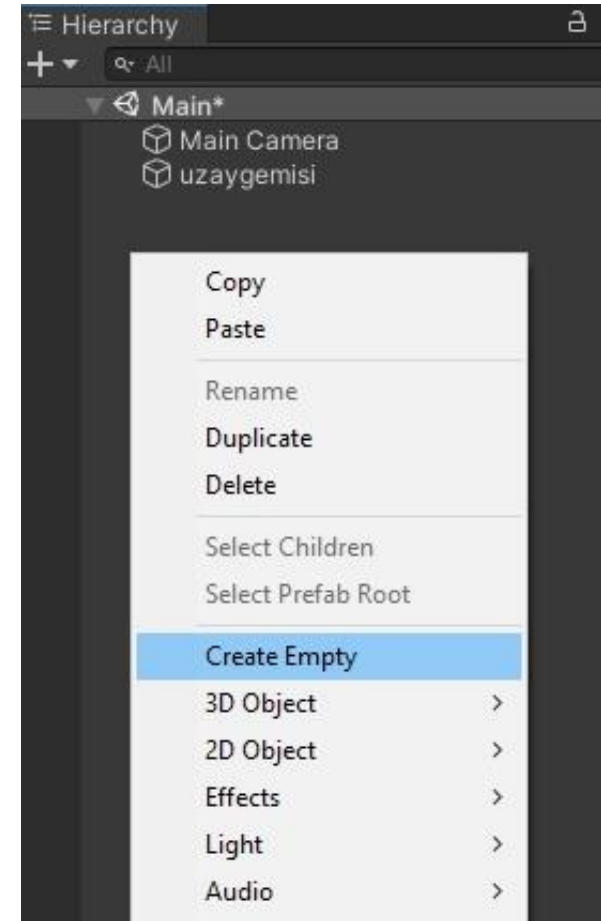 Hierarchy
All
Main*
Main Camera
uzaygemisi
Copy
Paste
Rename
Duplicate
Delete
Select Children
Select Prefab Root
Create Empty
3D Object
2D Object
Effects
Light
Audio